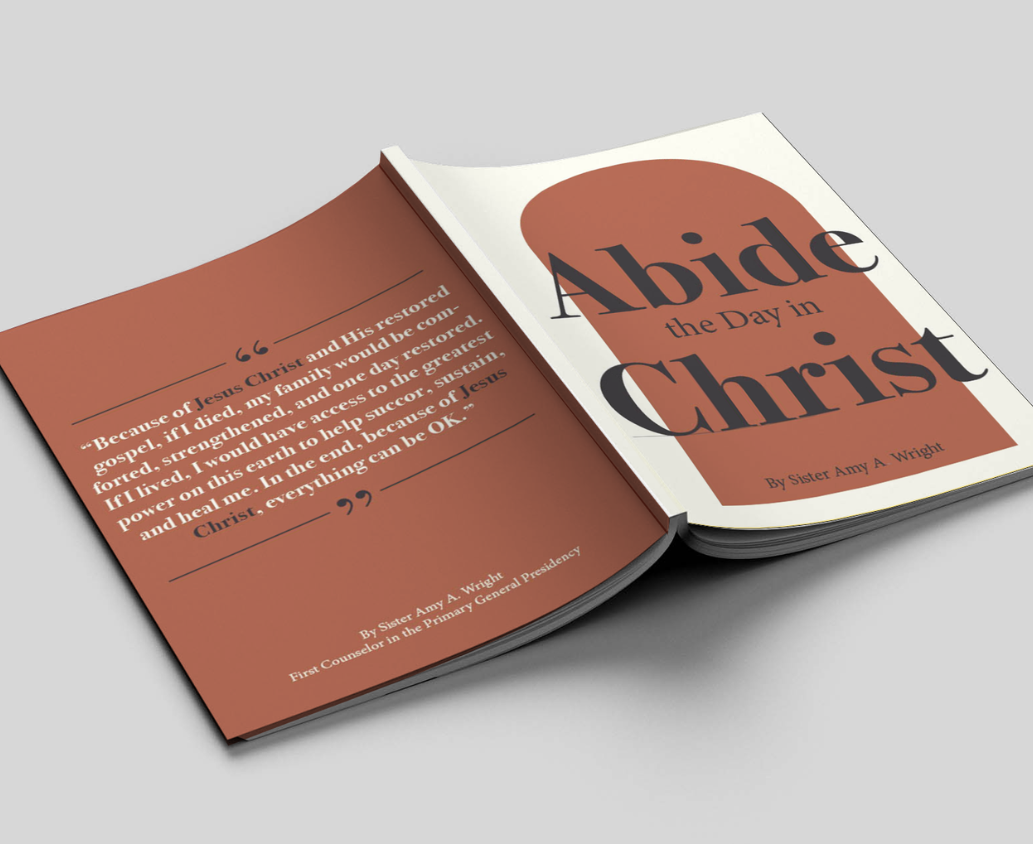 Abide
the Day in
Christ
By Sister Amy A Wright
“Because of Jesus Christ and His restored
gospel, if I died, my family would be com-
forted, strengthened, and one day restored.
If I lived, I would have access to the greatest
power on this earth to help succor, sustain,
and heal me. In the end, because of Jesus
Christ, everything can be OK.”
By Sister Amy A. Wright
First Counselor in the Primary General Presidency